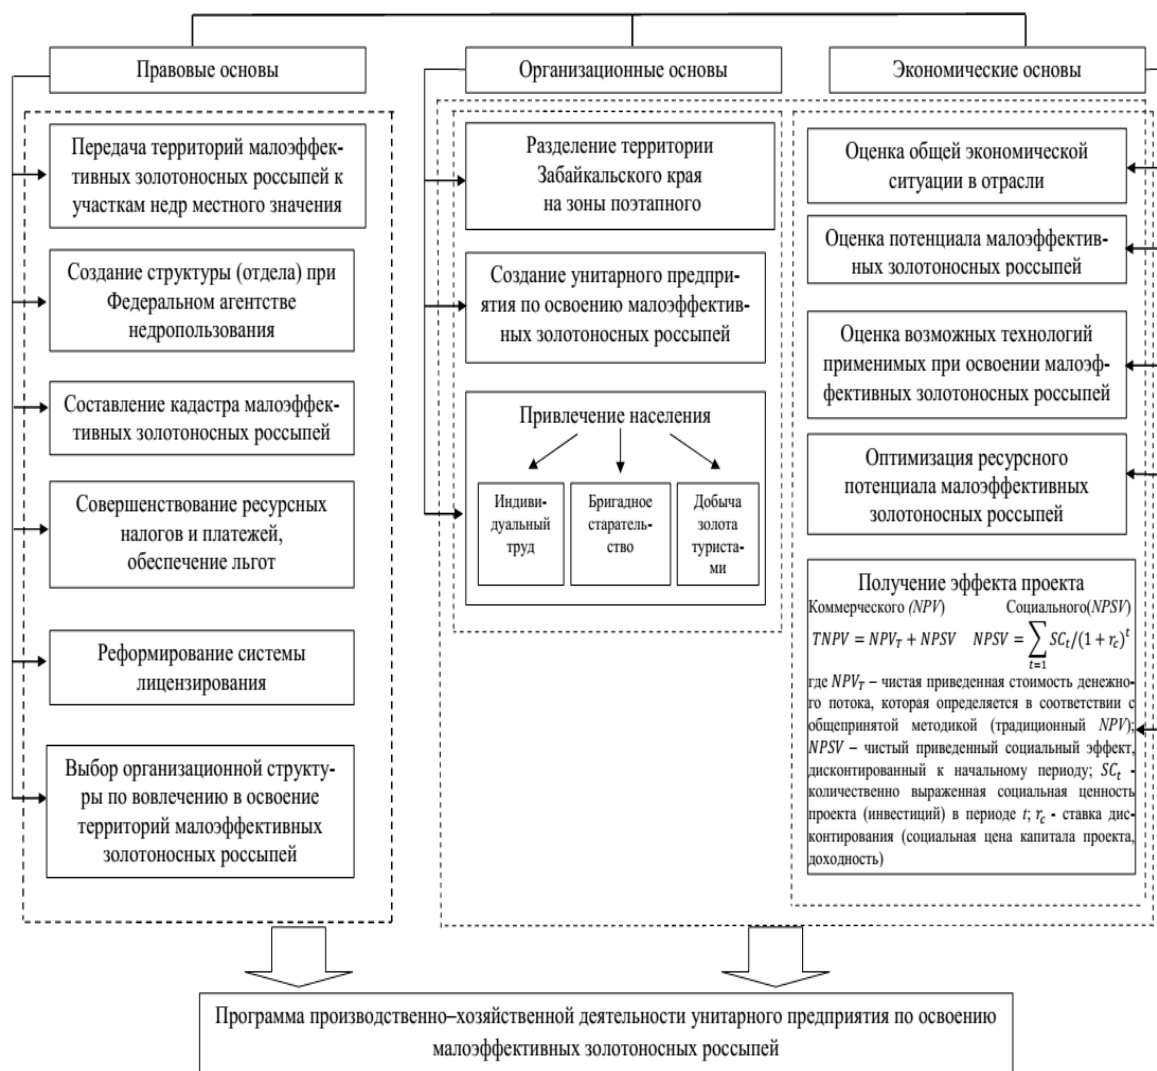 Правовые основы
Организационные основы
Экономические основы
Передача территорий малоэффек-
тивных золотоносных россыпей к
участкам недр местного значения
Создание структуры (отдела) при
Федеральном агентстве
недропользования
Составление кадастра малоэффек-
тивных золотоносных россыпей
Совершенствование ресурсных
налогов и платежей,
обеспечение льгот
Реформирование системы
лицензирования
Выбор организационной структу-
ры по вовлечению в освоение
территорий малоэффективных
золотоносных россыпей
Разделение территории
Забайкальского края
на зоны поэтапного
Создание унитарного предпри-
ятия по освоению малоэффектив-
ных золотоносных россыпей
Привлечение населения
Индиви-
дуальный
труд
Бригадное
старатель-
ство
Добыча
золота
туриста-
ми
Оценка общей экономической
ситуации в отрасли
Оценка потенциала малоэффектив-
ных золотоносных россыпей
Оценка возможных технологий
применимых при освоении малоэф-
фективных золотоносных россыпей
Оптимизация ресурсного
потенциала малоэффективных
золотоносных россыпей
Получение эффекта проекта
Коммерческого (NPV) Социального(NPSV)
TNPV = NPV_T + NPSV NPSV = ∑_{t=1} SC_t/(1 + r_c)^t
где NPV_T – чистая приведенная стоимость денежно-
го потока, которая определяется в соответствии с
общепринятой методикой (традиционный NPV);
NPSV – чистый приведенный социальный эффект,
дисконтированный к начальному периоду; SC_t -
количественно выраженная социальная ценность
проекта (инвестиций) в периоде t; r_c - ставка дис-
контирования (социальная цена капитала проекта,
доходность)
Программа производственно–хозяйственной деятельности унитарного предприятия по освоению
малоэффективных золотоносных россыпей